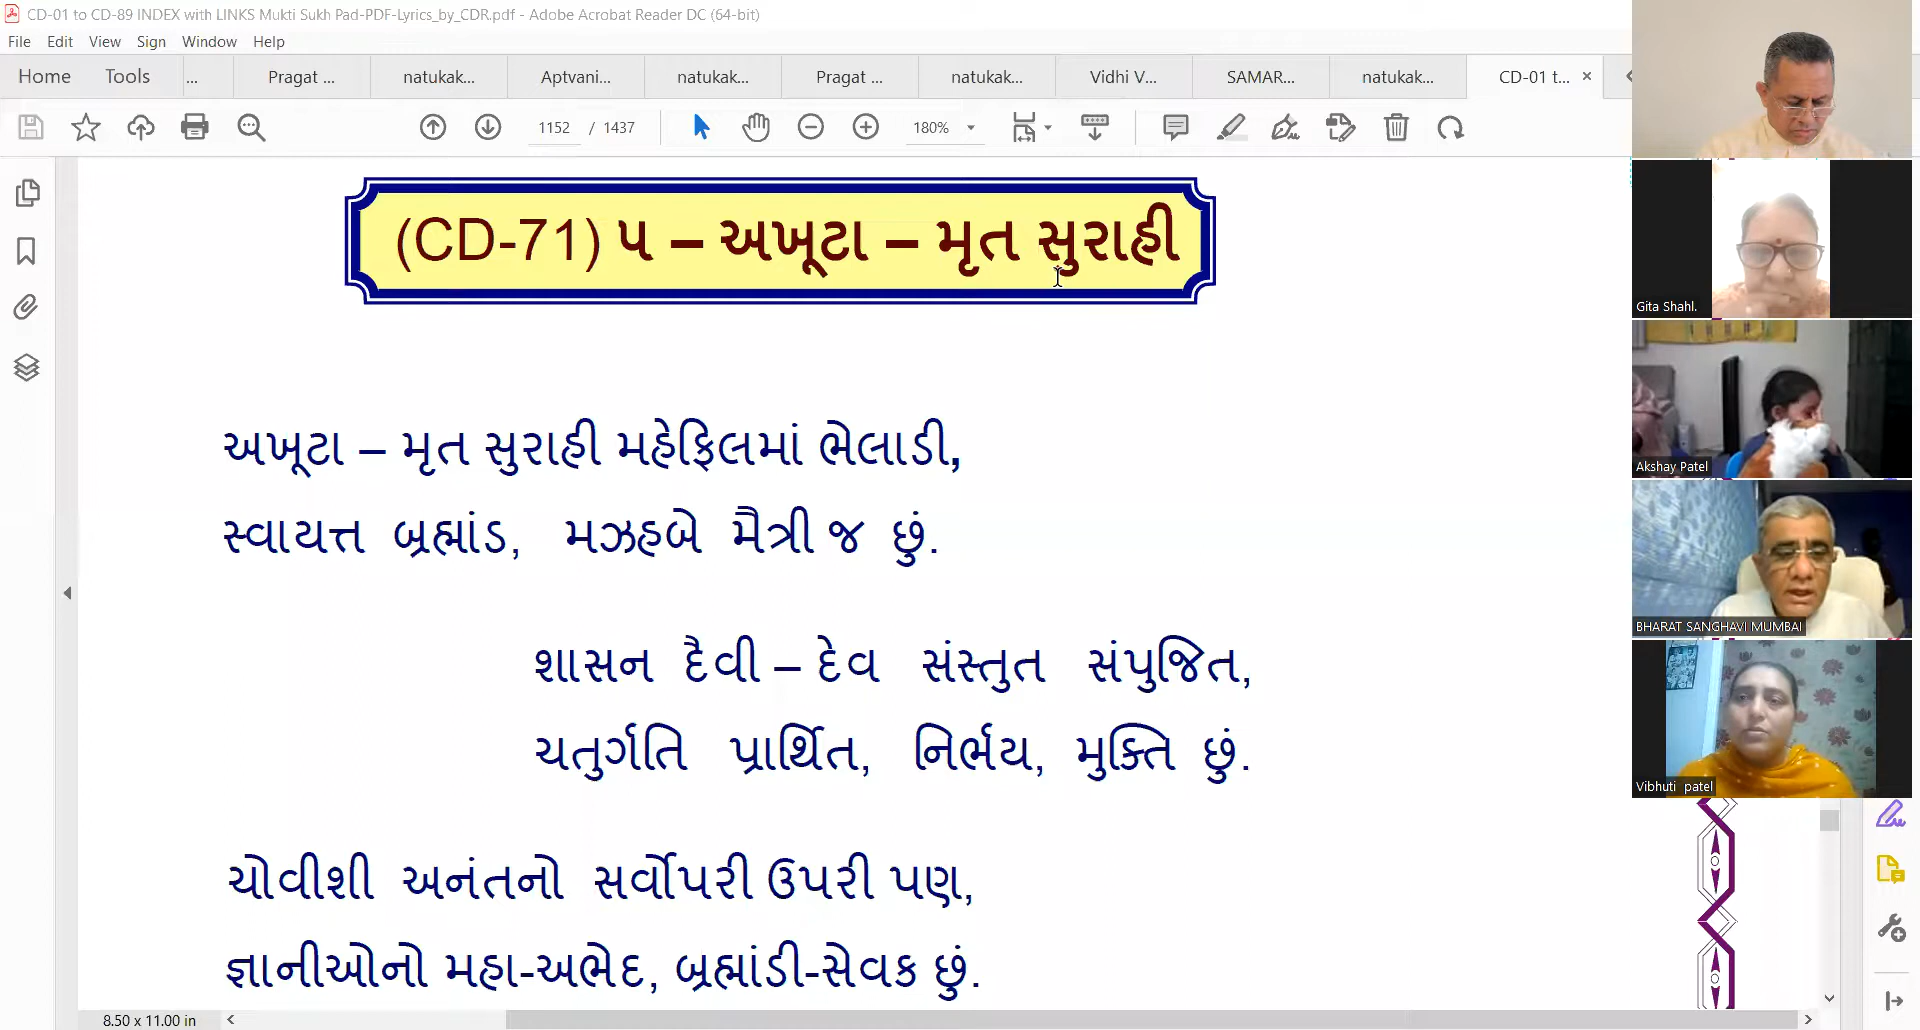 CD-01 to CD-89 INDEX with LINKS Mukti Sukh Pad-PDF-Lyrics_by_CDR.pdf - Adobe Acrobat Reader DC (64-bit)
File Edit View Sign Window Help
Home Tools ... Pragat ... natukak... Aptvani... natukak... Pragat ... natukak... Vidhi V... SAMAR... natukak... CD-01 t... ×
1152 / 1437 180%
(CD-71) ૫ – અખૂટા – મૃત સુરાહી
અખૂટા – મૃત સુરાહી મહેફિલમાં ભેલાડી,
સ્વાયત્ત બ્રહ્માંડ, મઝહબે મૈત્રી જ છું.
શાસન દૈવી – દેવ સંસ્તુત સંપુજિત,
ચતુર્ગતિ પ્રાર્થિત, નિર્ભય, મુક્તિ છું.
ચોવીશી અનંતનો સર્વોપરી ઉપરી પણ,
જ્ઞાનીઓનો મહા-અભેદ, બ્રહ્માંડી-સેવક છું.
8.50 x 11.00 in
Gita Shahl.
Akshay Patel
BHARAT SANGHAVI MUMBAI
Vibhuti patel